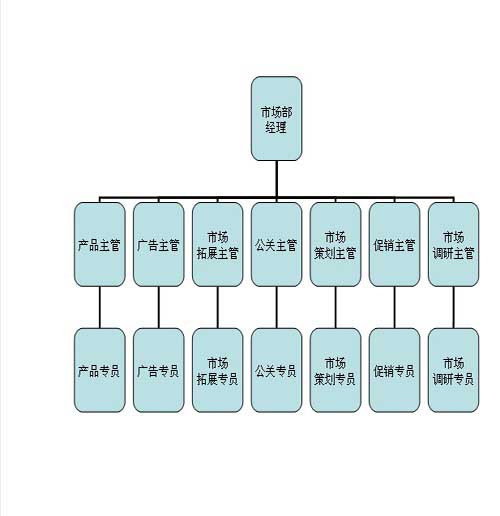 市场部
经理
产品主管
广告主管
市场
拓展主管
公关主管
市场
策划主管
促销主管
市场
调研主管
产品专员
广告专员
市场
拓展专员
公关专员
市场
策划专员
促销专员
市场
调研专员